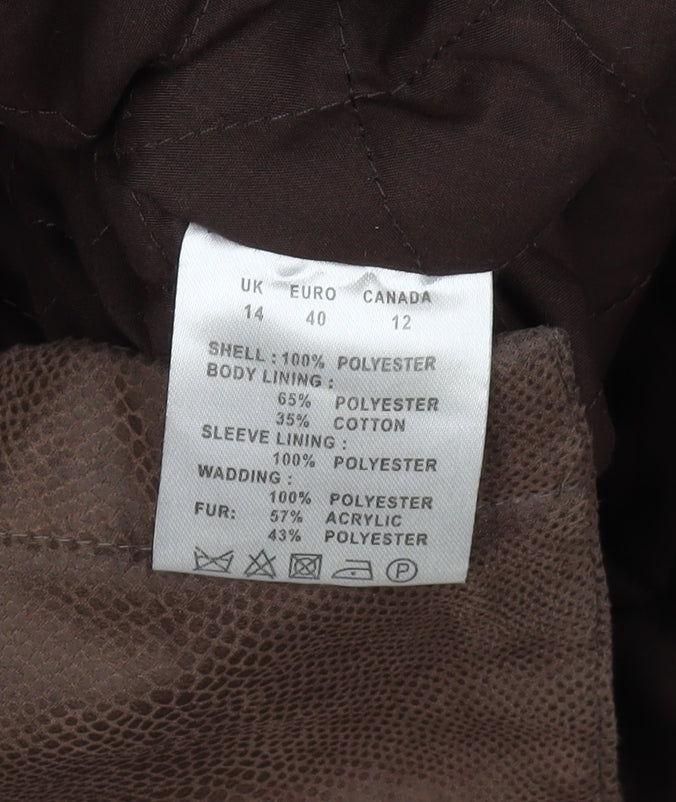 UK EURO CANADA
14 40 12
SHELL : 100% POLYESTER
BODY LINING :
65% POLYESTER
35% COTTON
SLEEVE LINING :
100% POLYESTER
WADDING :
100% POLYESTER
FUR: 57% ACRYLIC
43% POLYESTER
P